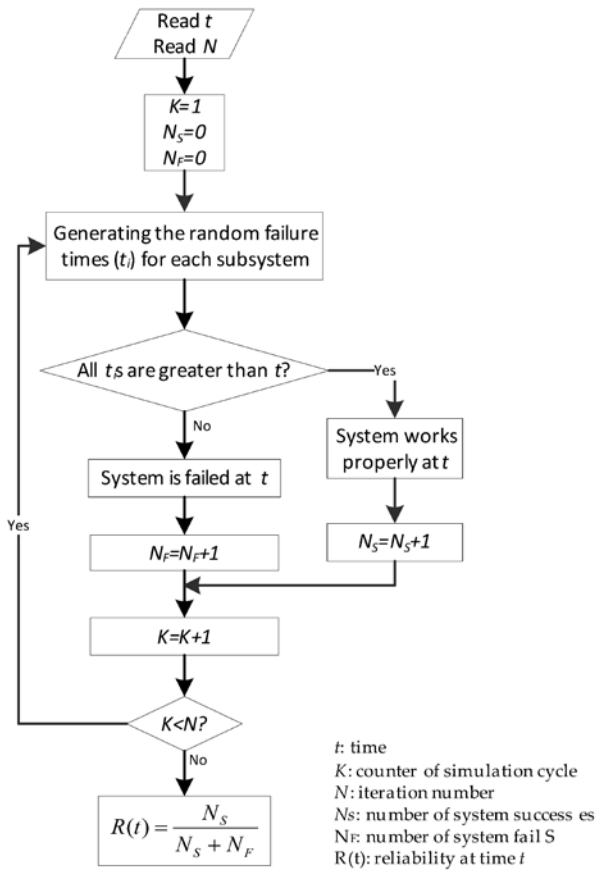 Read t
Read N
K=1
NS=0
NF=0
Generating the random failure
times (ti) for each subsystem
All tis are greater than t?
Yes
No
System works
properly at t
System is failed at t
Yes
NF=NF+1
NS=NS+1
K=K+1
K<N?
No
R(t) = NS / NS + NF
t: time
K: counter of simulation cycle
N: iteration number
NS: number of system success es
NF: number of system fail S
R(t): reliability at time t